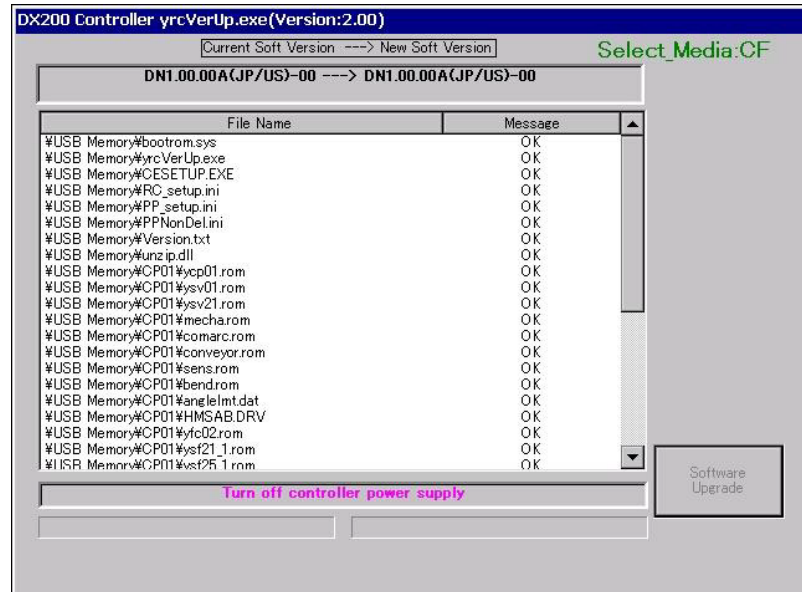 DX200 Controller yrcVerUp.exe(Version:2.00)
Current Soft Version ---> New Soft Version
Select_Media:CF
DN1.00.00A(JP/US)-00 ---> DN1.00.00A(JP/US)-00
File Name Message
¥USB Memory¥bootrom.sys OK
¥USB Memory¥yrcVerUp.exe OK
¥USB Memory¥CESETUP.EXE OK
¥USB Memory¥RC_setup.ini OK
¥USB Memory¥PP_setup.ini OK
¥USB Memory¥PPNonDel.ini OK
¥USB Memory¥Version.txt OK
¥USB Memory¥unzip.dll OK
¥USB Memory¥CP01¥ycp01.rom OK
¥USB Memory¥CP01¥ysv01.rom OK
¥USB Memory¥CP01¥ysv21.rom OK
¥USB Memory¥CP01¥mecha.rom OK
¥USB Memory¥CP01¥comarc.rom OK
¥USB Memory¥CP01¥conveyor.rom OK
¥USB Memory¥CP01¥sens.rom OK
¥USB Memory¥CP01¥bend.rom OK
¥USB Memory¥CP01¥anglelmt.dat OK
¥USB Memory¥CP01¥HMSAB.DRV OK
¥USB Memory¥CP01¥yfc02.rom OK
¥USB Memory¥CP01¥ysf21_1.rom OK
¥USB Memory¥CP01¥ysf25_1.rom OK
Turn off controller power supply
Software
Upgrade